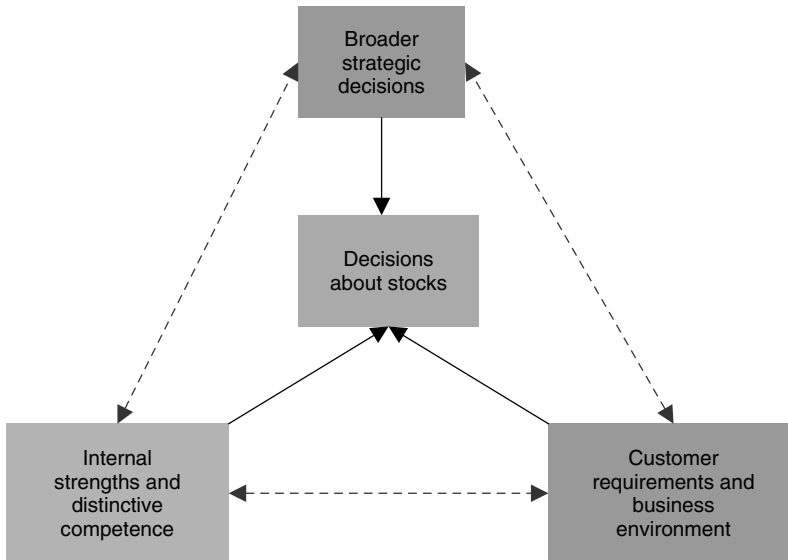 Broader
strategic
decisions
Decisions
about stocks
Internal
strengths and
distinctive
competence
Customer
requirements and
business
environment